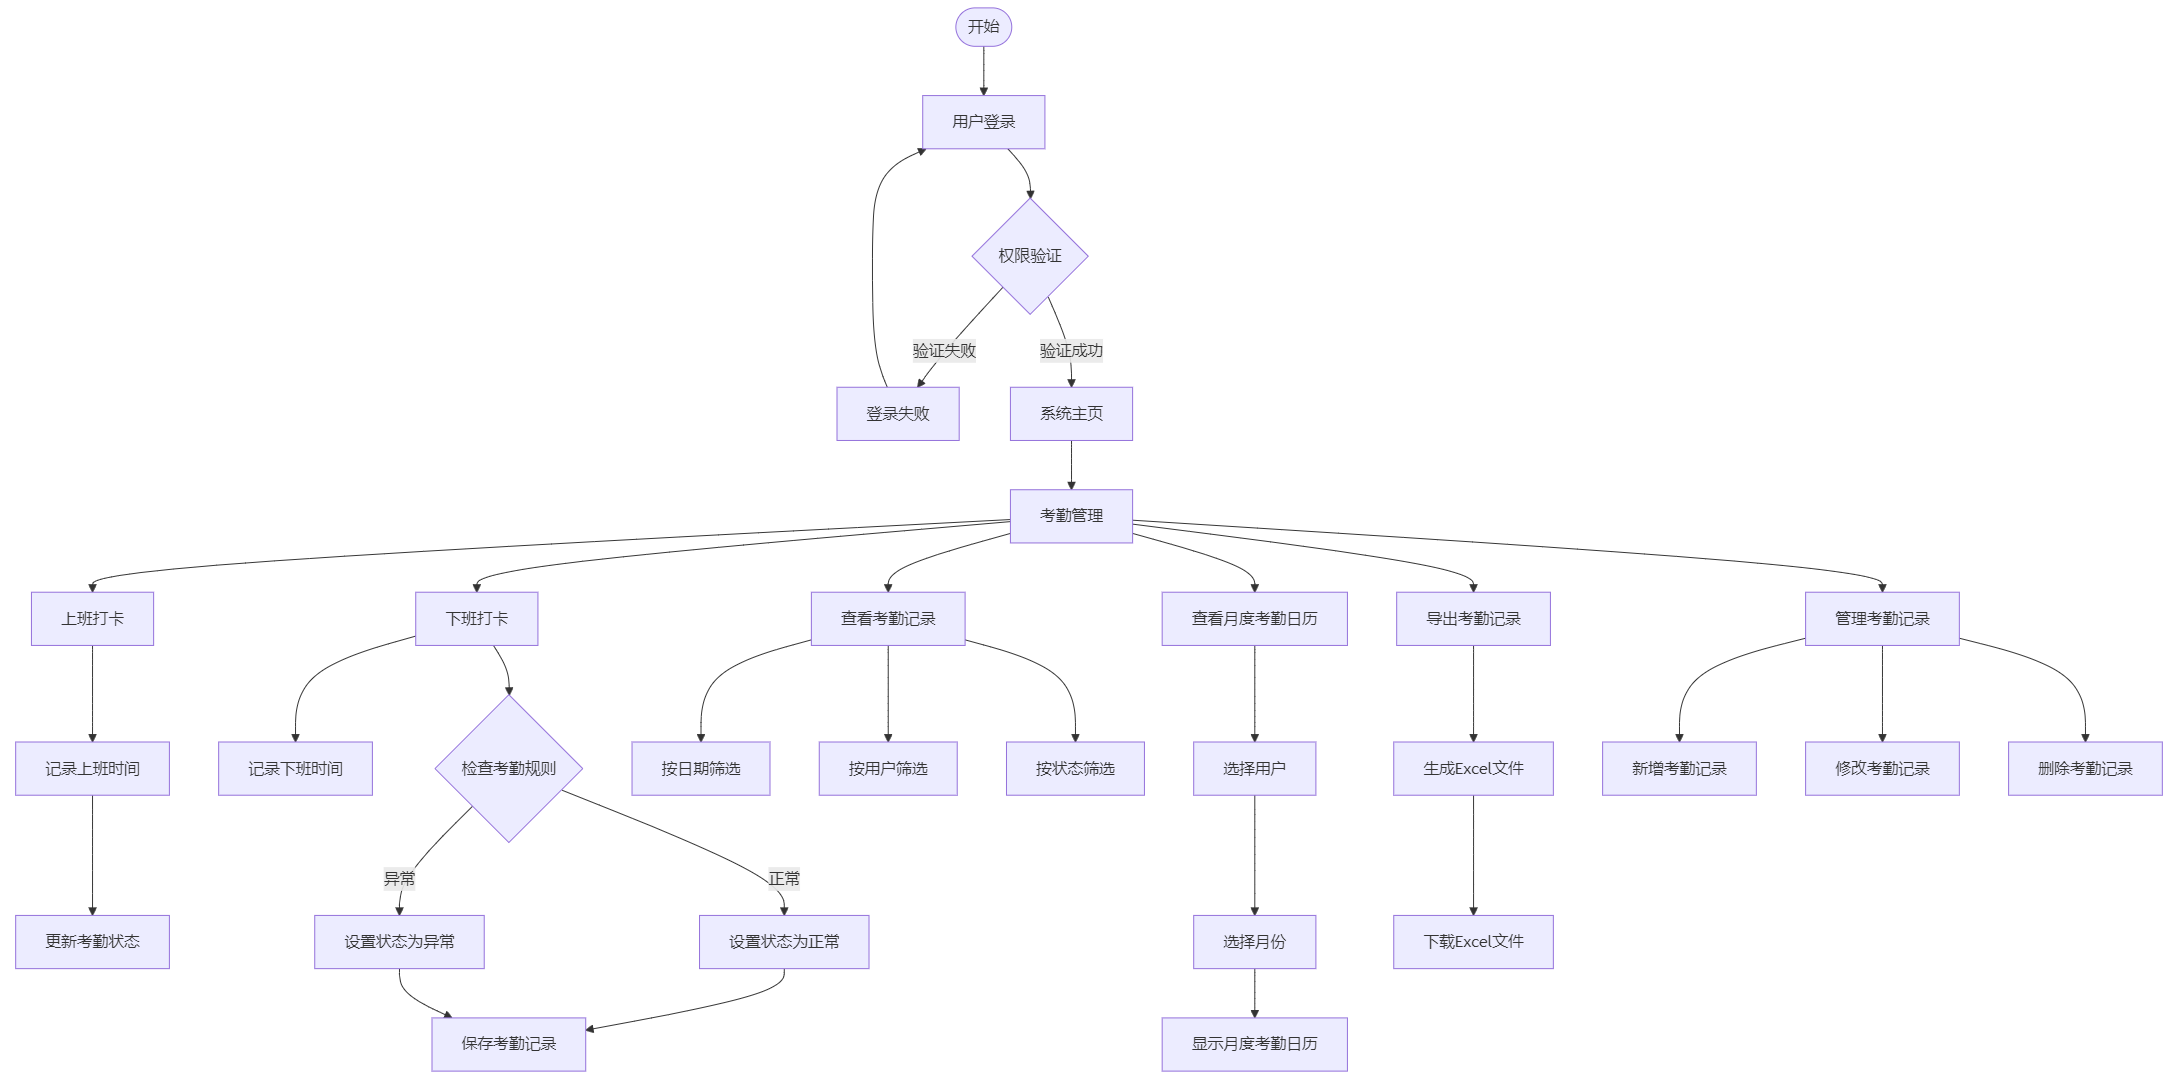 开始
用户登录
权限验证
验证失败
验证成功
登录失败
系统主页
考勤管理
上班打卡
下班打卡
查看考勤记录
查看月度考勤日历
导出考勤记录
管理考勤记录
记录上班时间
记录下班时间
检查考勤规则
按日期筛选
按用户筛选
按状态筛选
选择用户
生成Excel文件
新增考勤记录
修改考勤记录
删除考勤记录
异常
正常
更新考勤状态
设置状态为异常
设置状态为正常
选择月份
下载Excel文件
保存考勤记录
显示月度考勤日历